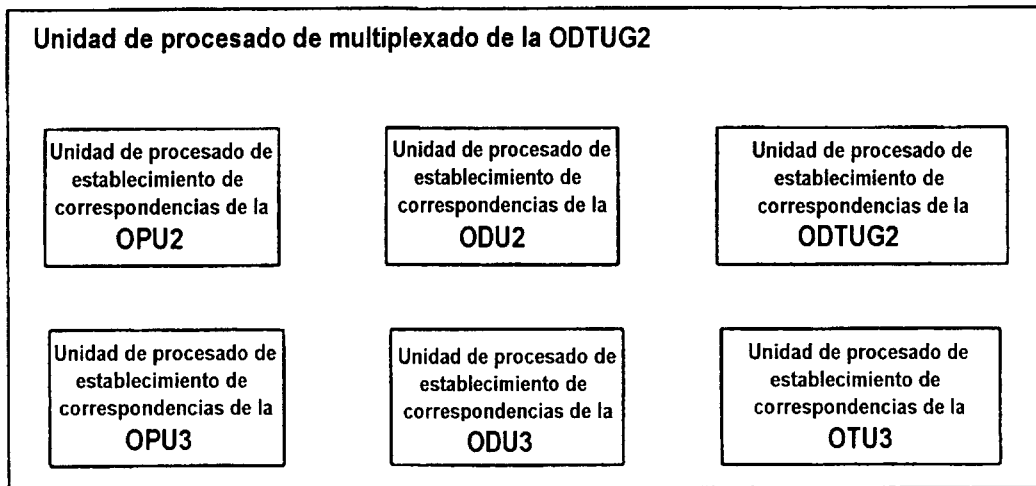 Unidad de procesado de multiplexado de la ODTUG2
Unidad de procesado de
establecimiento de
correspondencias de la
OPU2
Unidad de procesado de
establecimiento de
correspondencias de la
ODU2
Unidad de procesado de
establecimiento de
correspondencias de la
ODTUG2
Unidad de procesado de
establecimiento de
correspondencias de la
OPU3
Unidad de procesado de
establecimiento de
correspondencias de la
ODU3
Unidad de procesado de
establecimiento de
correspondencias de la
OTU3